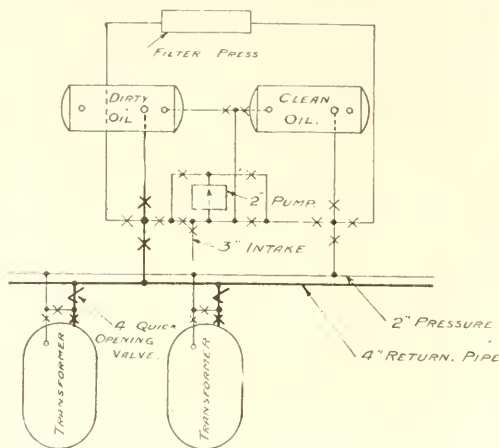 FILTER PRESS
DIRTY
OIL
CLEAN
OIL.
2" PUMP.
3" INTAKE
2" PRESSURE
4" RETURN. PIPE
4 QUICK
OPENING
VALVE.
TRANSFORMER
TRANSFORMER